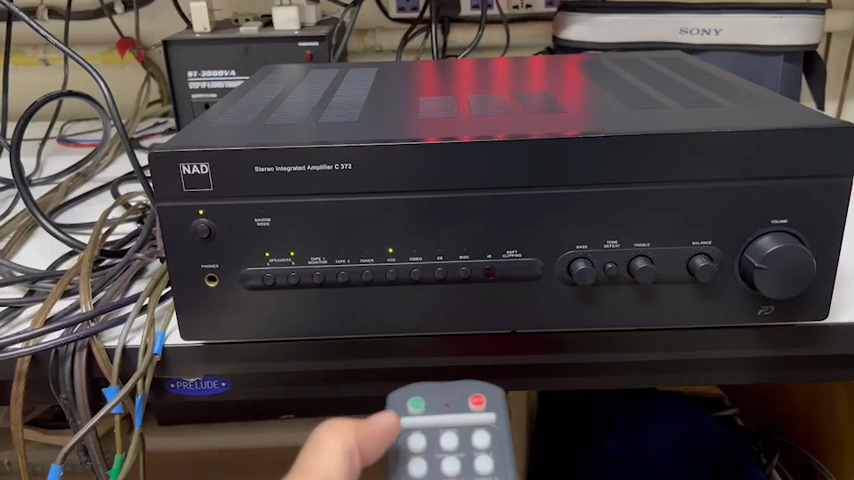 SONY
ST-3000VA
NAD
Stereo Integrated Amplifier C 372
BRIDGE
MODE
VOLUME
SPEAKERS
A B
TAPE 1
MONITOR
TAPE 2
TUNER
AUX
VIDEO
CD
DISC
IR
SOFT
CLIPPING
BASS
TONE
DEFEAT
TREBLE
BALANCE
PHONES
• PRELUDE •